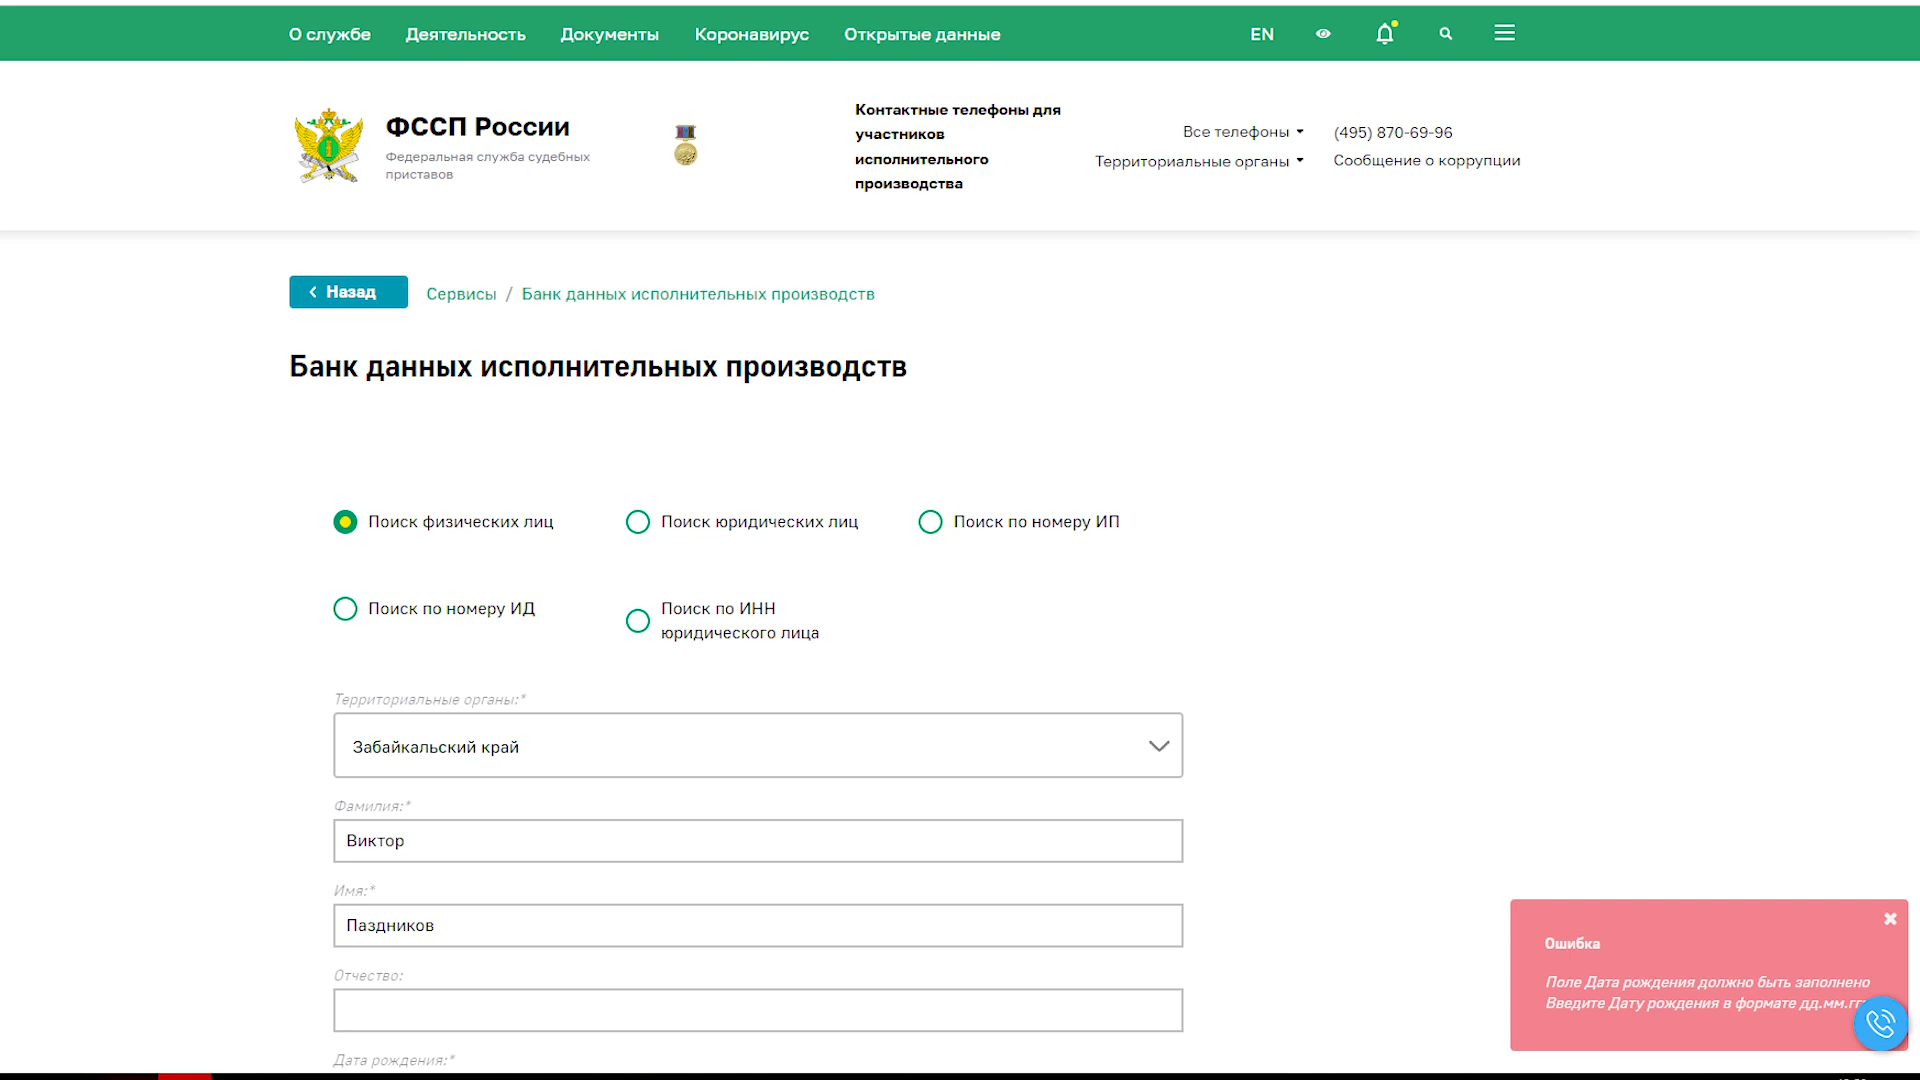 О службе Деятельность Документы Коронавирус Открытые данные EN
ФССП России
Федеральная служба судебных
приставов
Контактные телефоны для
участников
исполнительного
производства
Все телефоны (495) 870-69-96
Территориальные органы Сообщение о коррупции
Назад Сервисы / Банк данных исполнительных производств
Банк данных исполнительных производств
Поиск физических лиц Поиск юридических лиц Поиск по номеру ИП
Поиск по номеру ИД Поиск по ИНН
юридического лица
Территориальные органы:*
Забайкальский край
Фамилия:*
Виктор
Имя:*
Паздников
Отчество:
Дата рождения:*
Ошибка
Поле Дата рождения должно быть заполнено
Введите Дату рождения в формате